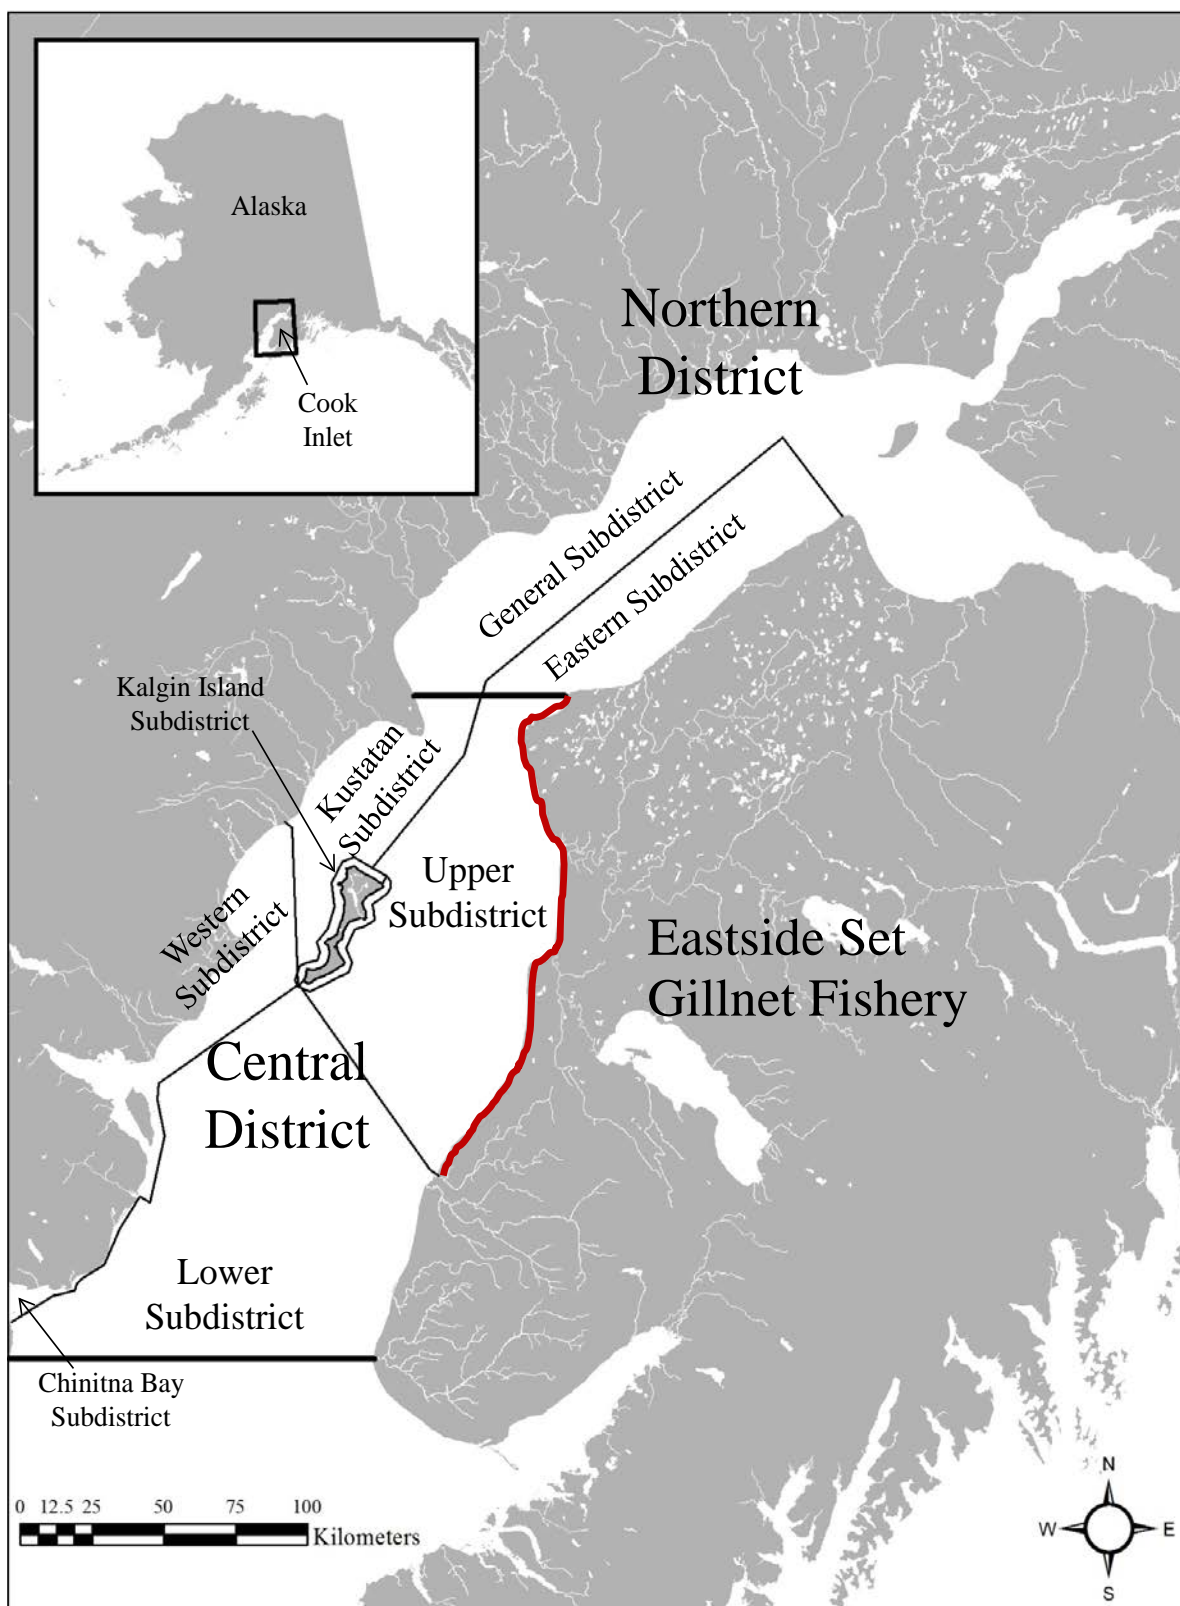 Alaska
Cook
Inlet
Northern
District
General Subdistrict
Eastern Subdistrict
Kalgin Island
Subdistrict
Kustatan
Subdistrict
Upper
Subdistrict
Western
Subdistrict
Eastside Set
Gillnet Fishery
Central
District
Lower
Subdistrict
Chinitna Bay
Subdistrict
0 12.5 25 50 75 100
Kilometers
N
W E
S